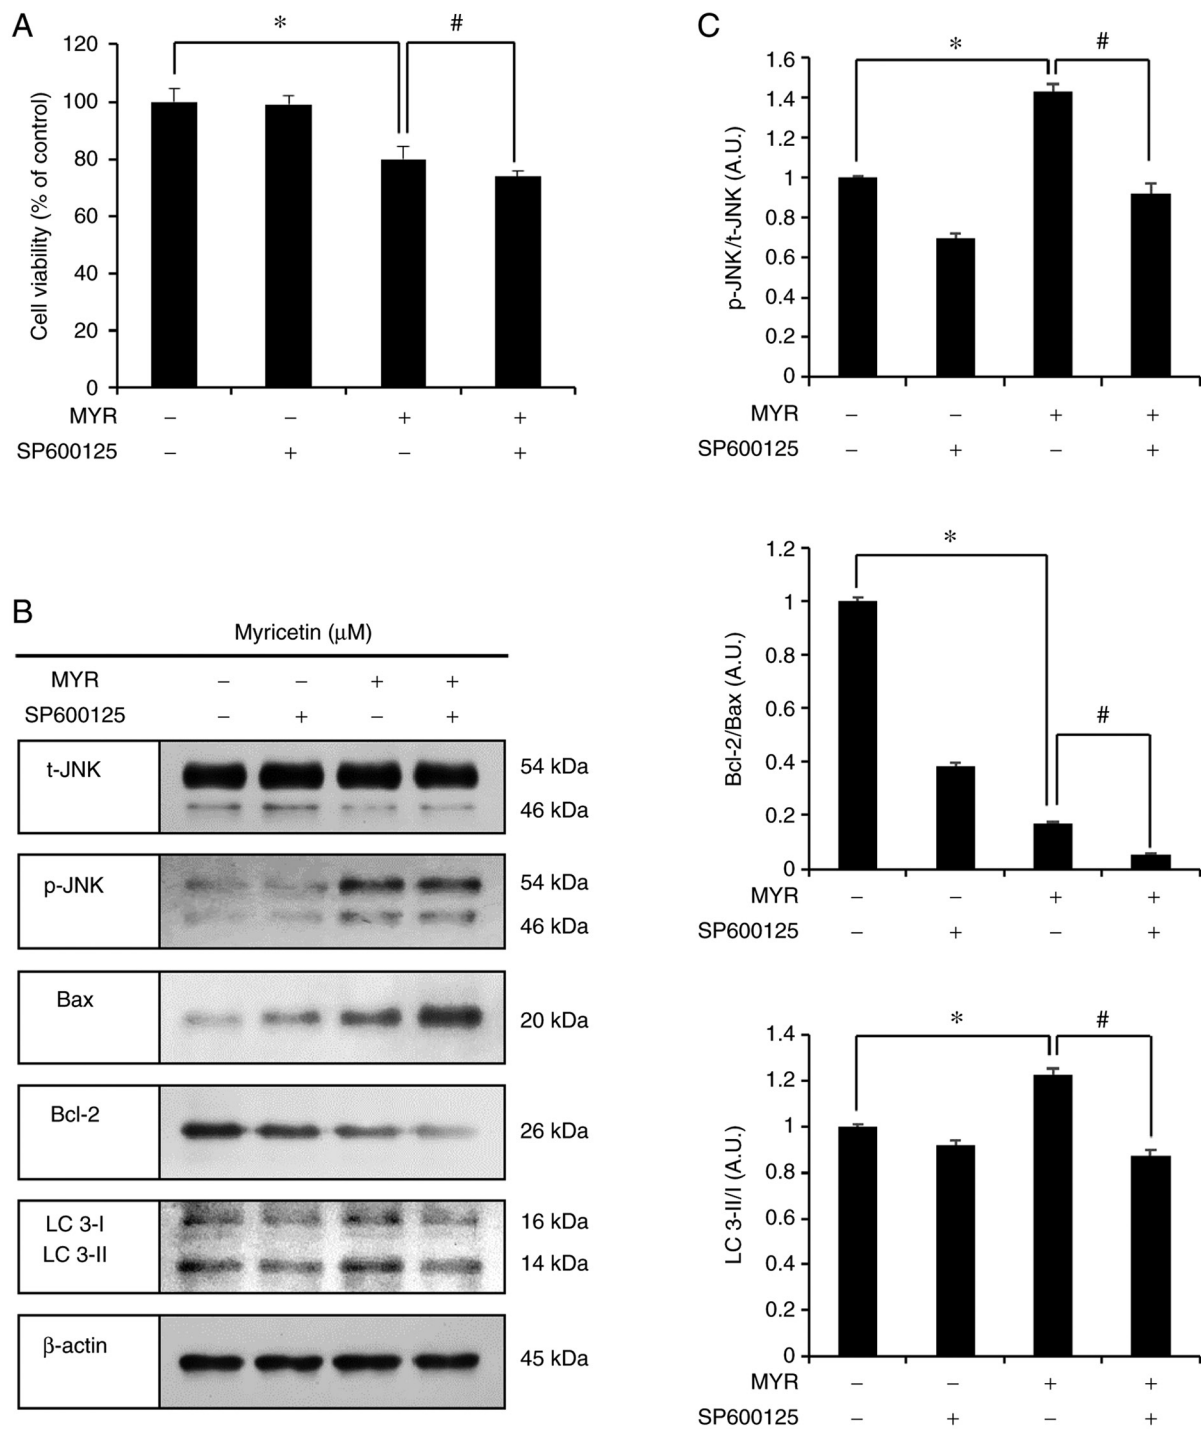 A
120
100
80
60
40
20
0
Cell viability (% of control)
*
#
MYR − − + +
SP600125 − + − +
B
Myricetin (μM)
MYR − − + +
SP600125 − + − +
t-JNK
54 kDa
46 kDa
p-JNK
54 kDa
46 kDa
Bax
20 kDa
Bcl-2
26 kDa
LC 3-I
16 kDa
LC 3-II
14 kDa
β-actin
45 kDa
C
1.6
1.4
1.2
1
0.8
0.6
0.4
0.2
0
p-JNK/t-JNK (A.U.)
*
#
MYR − − + +
SP600125 − + − +
1.2
1
0.8
0.6
0.4
0.2
0
Bcl-2/Bax (A.U.)
*
#
MYR − − + +
SP600125 − + − +
1.4
1.2
1
0.8
0.6
0.4
0.2
0
LC 3-II/I (A.U.)
*
#
MYR − − + +
SP600125 − + − +